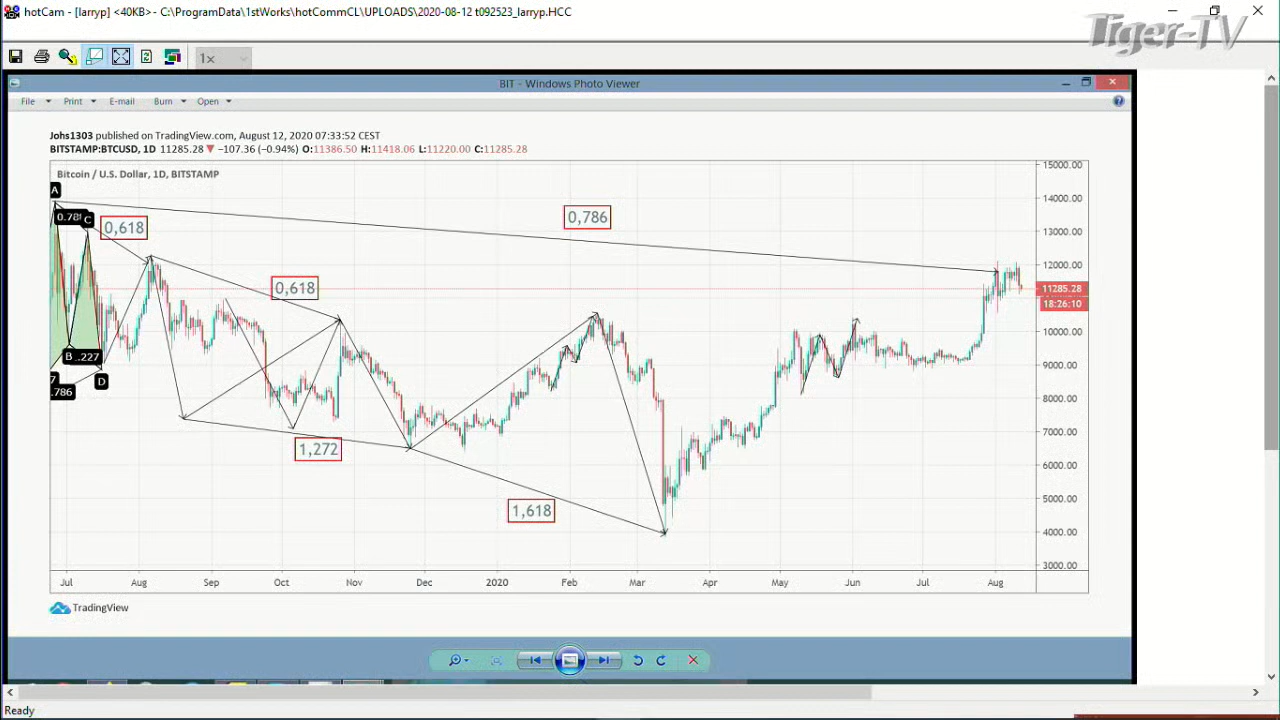 hotCam - [larryp] <40KB>- C:\ProgramData\1stWorks\hotCommCL\UPLOADS\2020-08-12 t092523_larryp.HCC
Tiger-TV
1x
BIT - Windows Photo Viewer
File Print E-mail Burn Open
Johs1303 published on TradingView.com, August 12, 2020 07:33:52 CEST
BITSTAMP:BTCUSD, 1D 11285.28 ▼ −107.36 (−0.94%) O:11386.50 H:11418.06 L:11220.00 C:11285.28
Bitcoin / U.S. Dollar, 1D, BITSTAMP
15000.00
14000.00
13000.00
12000.00
11285.28
18:26:10
10000.00
9000.00
8000.00
7000.00
6000.00
5000.00
4000.00
3000.00
A
C
0,618
0,786
0,618
B
.227
D
7
.786
1,272
1,618
Jul Aug Sep Oct Nov Dec 2020 Feb Mar Apr May Jun Jul Aug
TradingView
Ready